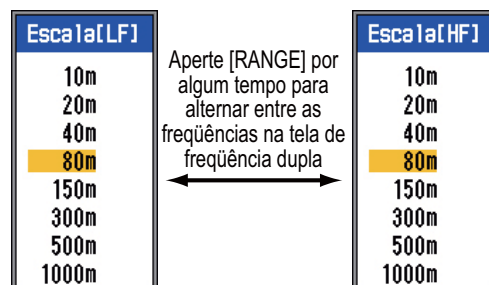 Escala[LF]
10m
20m
40m
80m
150m
300m
500m
1000m
Aperte [RANGE] por
algum tempo para
alternar entre as
freqüências na tela de
freqüência dupla
Escala[HF]
10m
20m
40m
80m
150m
300m
500m
1000m